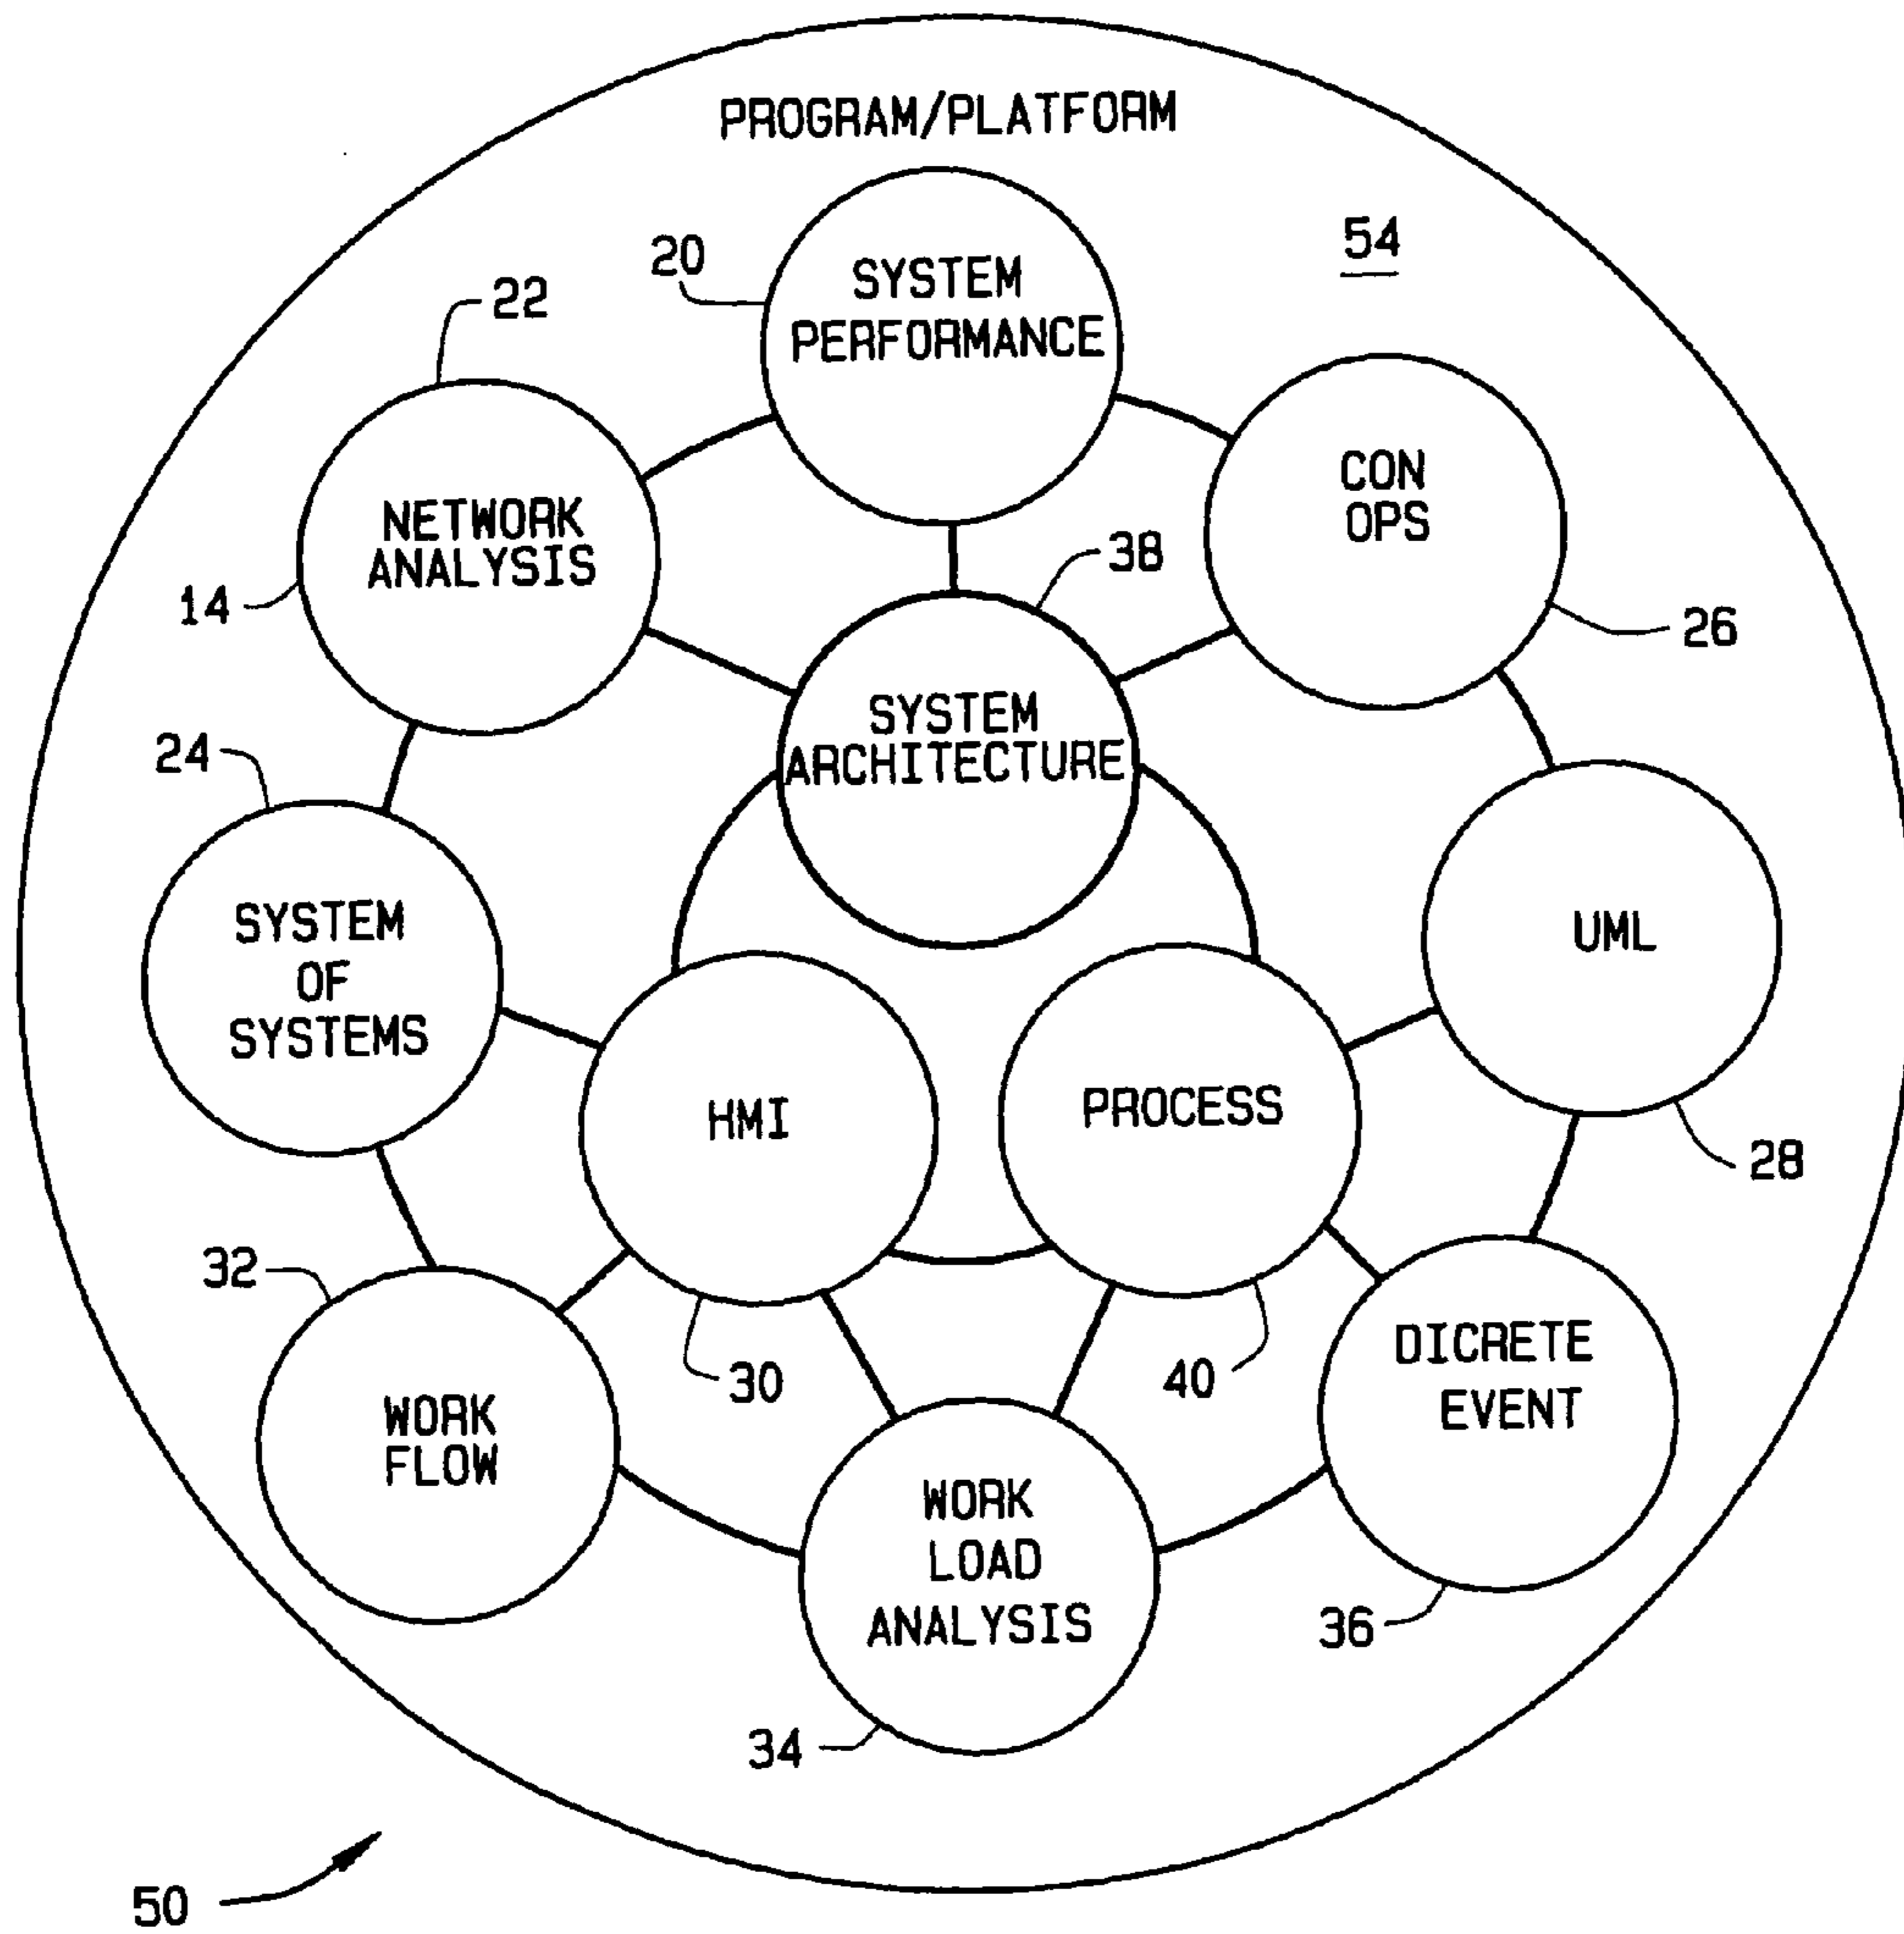 PROGRAM/PLATFORM
54
20
SYSTEM
PERFORMANCE
22
NETWORK
ANALYSIS
14
CON
OPS
26
38
SYSTEM
ARCHITECTURE
24
SYSTEM
OF
SYSTEMS
UML
28
HMI
30
PROCESS
40
32
WORK
FLOW
DICRETE
EVENT
36
WORK
LOAD
ANALYSIS
34
50